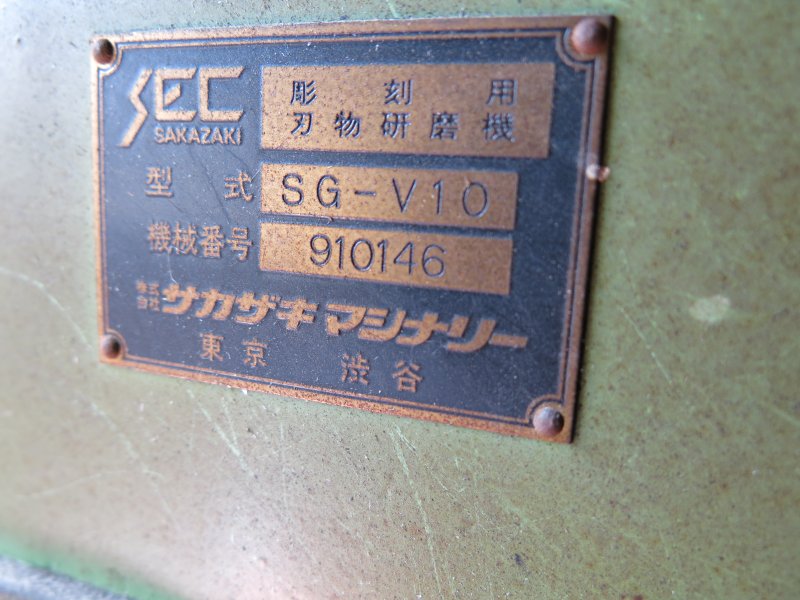 SEC
SAKAZAKI
彫刻用
刃物研磨機
型式 SG-V10
機械番号 910146
株式会社 サカザキマシナリー
東京 渋谷